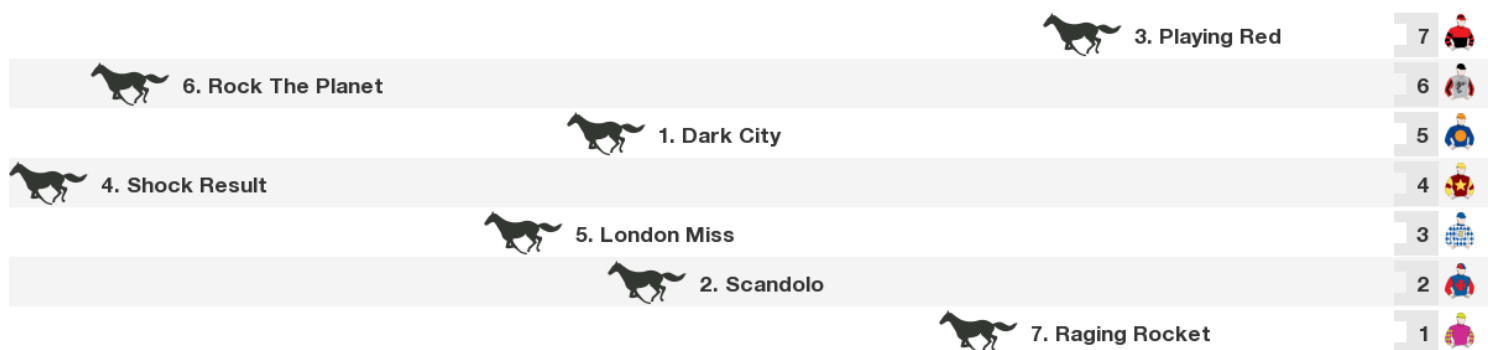 3. Playing Red 7
6. Rock The Planet 6
1. Dark City 5
4. Shock Result 4
5. London Miss 3
2. Scandolo 2
7. Raging Rocket 1